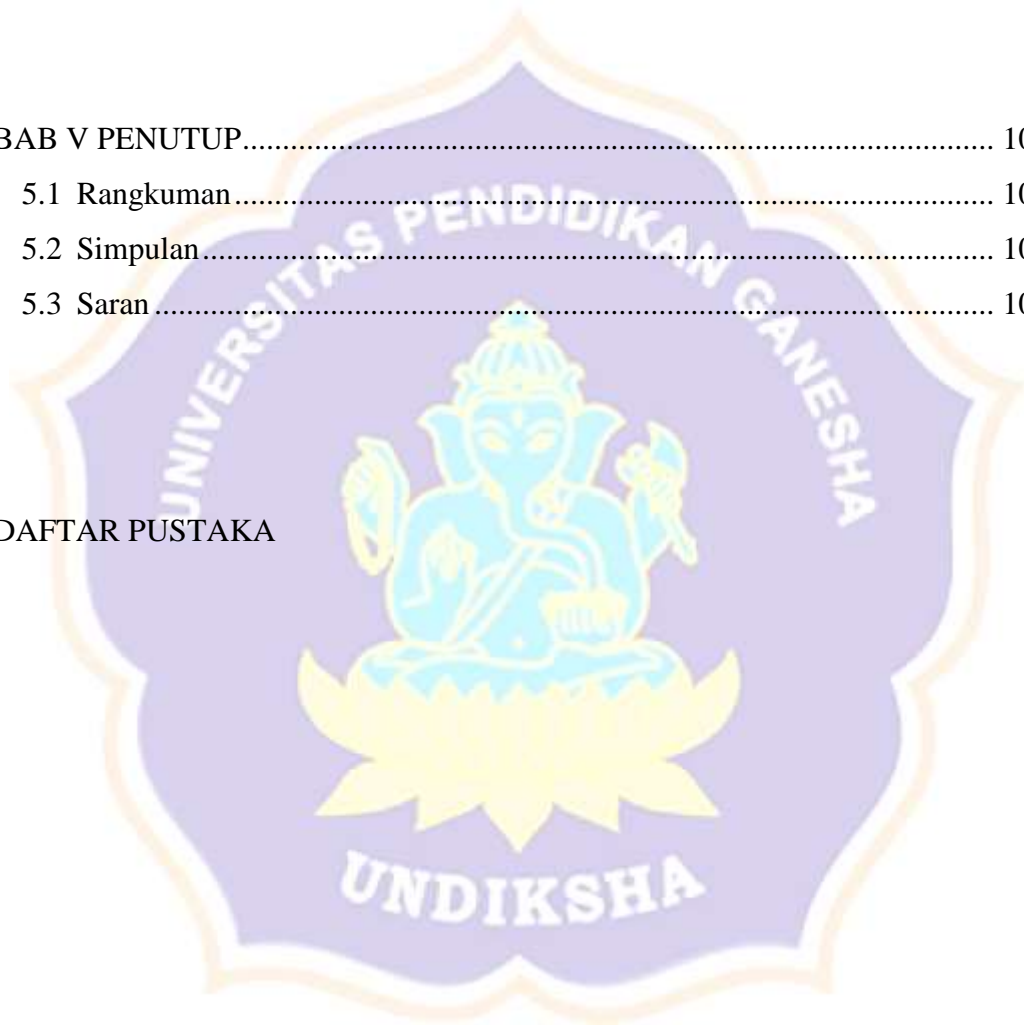 BAB V PENUTUP........................................................................................... 10
5.1 Rangkuman........................................................................................... 10
5.2 Simpulan............................................................................................... 10
5.3 Saran..................................................................................................... 10
UNIVERSITAS PENDIDIKAN GANESHA
DAFTAR PUSTAKA
UNDIKSHA